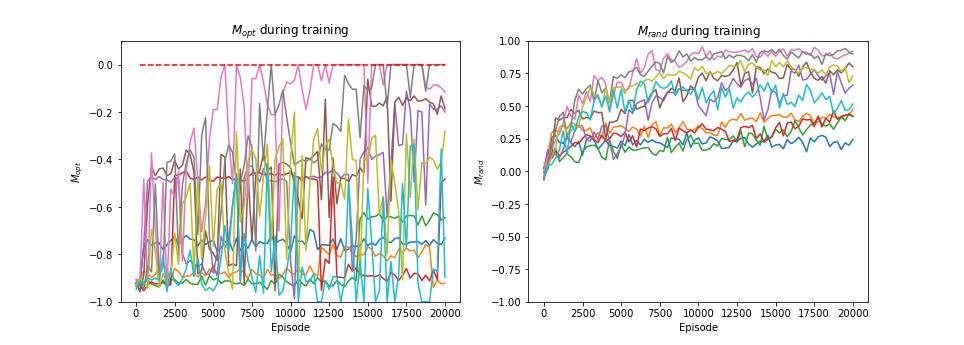 M_opt during training
0.0
−0.2
−0.4
−0.6
−0.8
−1.0
M_opt
0 2500 5000 7500 10000 12500 15000 17500 20000
Episode
M_rand during training
1.00
0.75
0.50
0.25
0.00
−0.25
−0.50
−0.75
−1.00
M_rand
0 2500 5000 7500 10000 12500 15000 17500 20000
Episode